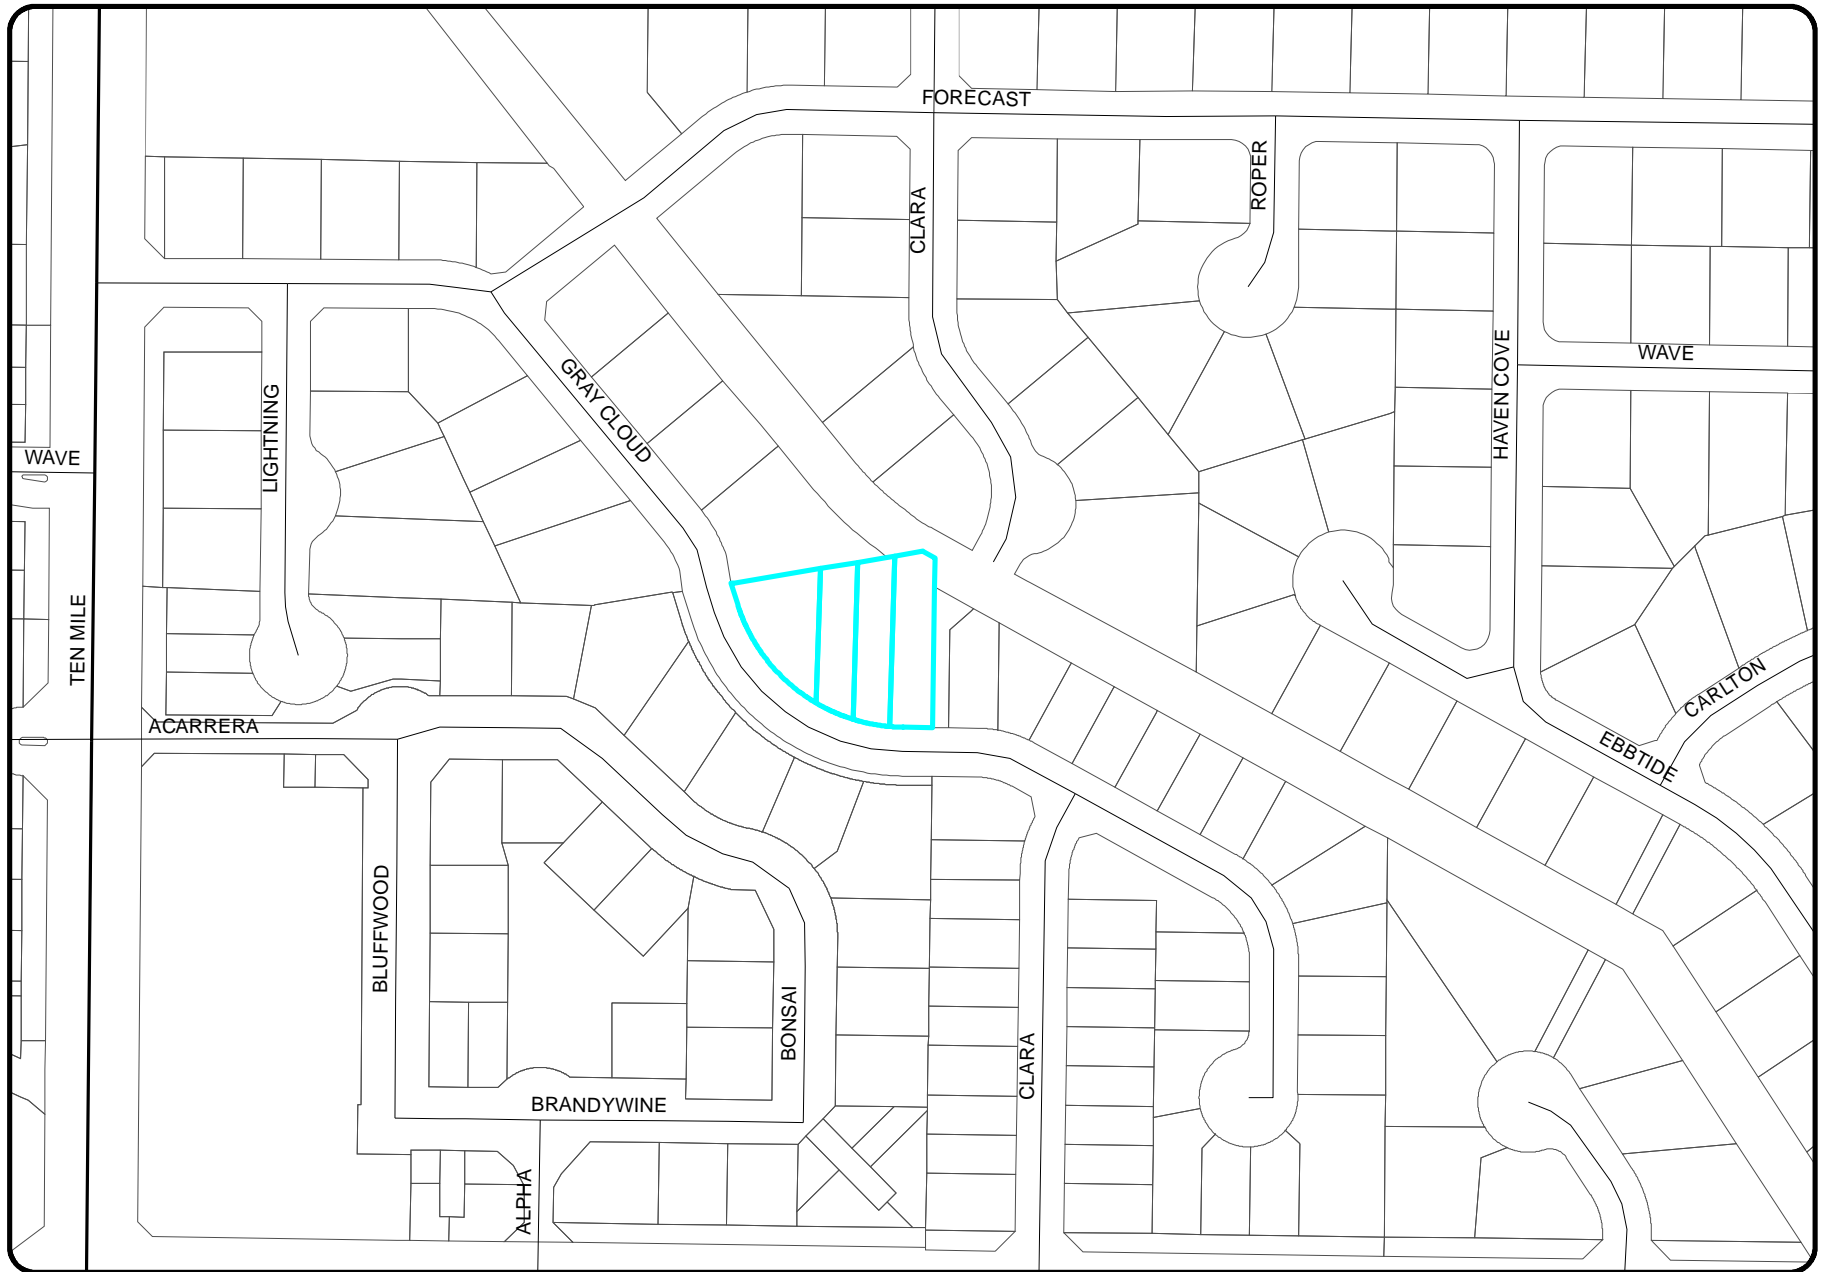 FORECAST
ROPER
CLARA
WAVE
HAVEN COVE
GRAY CLOUD
LIGHTNING
WAVE
TEN MILE
CARLTON
ACARRERA
EBBTIDE
BLUFFWOOD
BONSAI
CLARA
BRANDYWINE
ALPHA